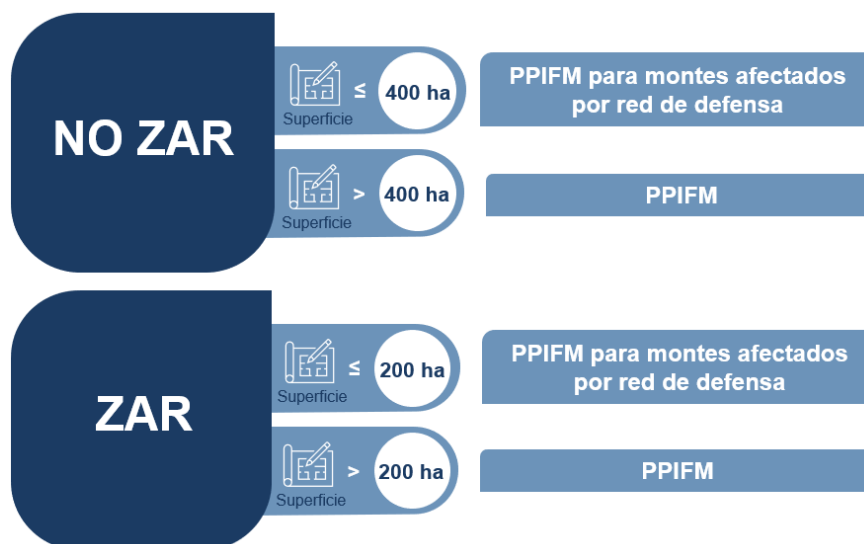 NO ZAR
≤
400 ha
Superficie
PPIFM para montes afectados
por red de defensa
>
400 ha
Superficie
PPIFM
ZAR
≤
200 ha
Superficie
PPIFM para montes afectados
por red de defensa
>
200 ha
Superficie
PPIFM